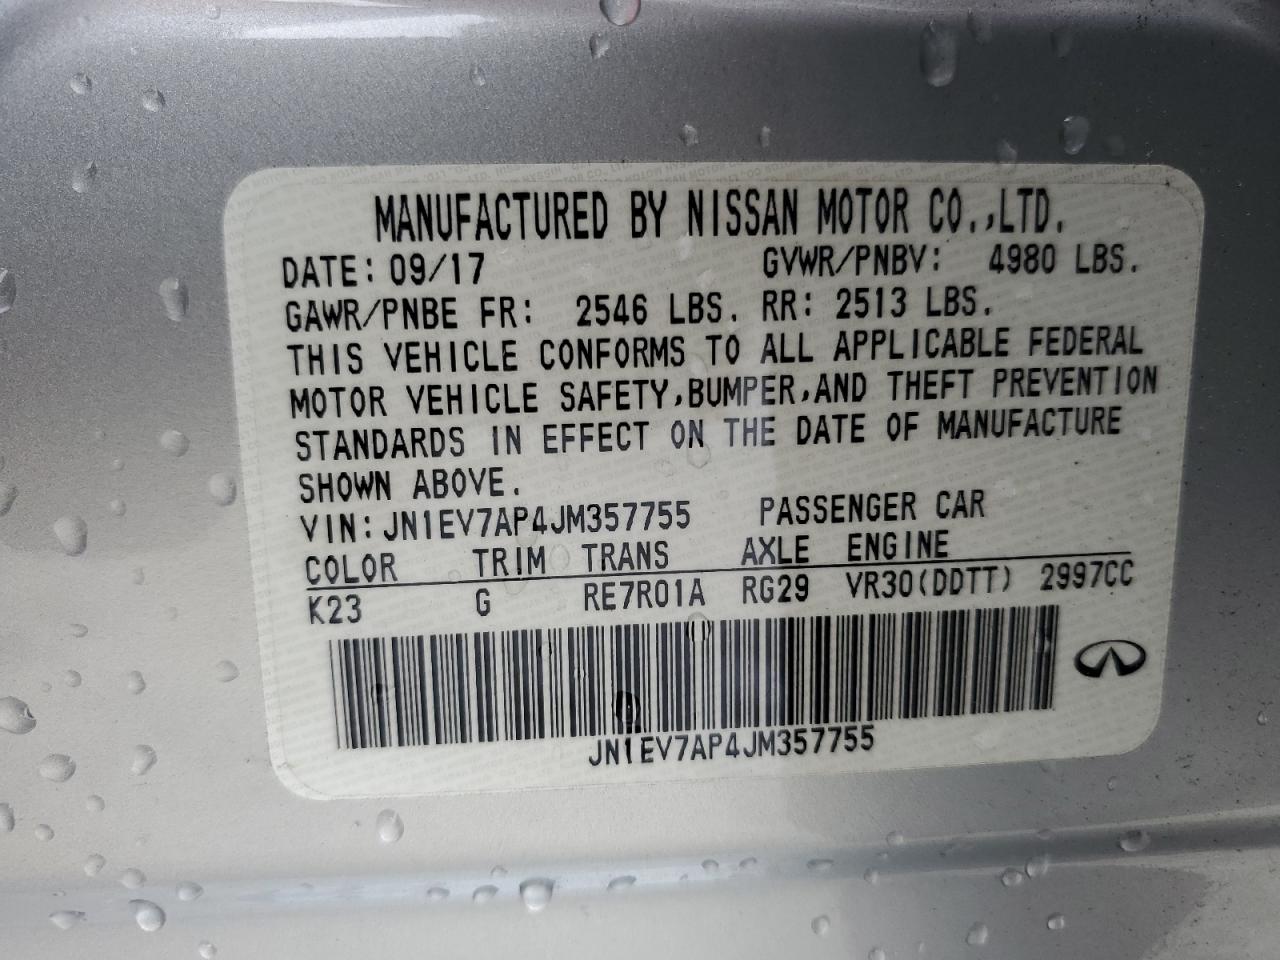 MANUFACTURED BY NISSAN MOTOR CO.,LTD.
DATE: 09/17 GVWR/PNBV: 4980 LBS.
GAWR/PNBE FR: 2546 LBS. RR: 2513 LBS.
THIS VEHICLE CONFORMS TO ALL APPLICABLE FEDERAL
MOTOR VEHICLE SAFETY,BUMPER,AND THEFT PREVENTION
STANDARDS IN EFFECT ON THE DATE OF MANUFACTURE
SHOWN ABOVE.
VIN:JN1EV7AP4JM357755 PASSENGER CAR
COLOR TRIM TRANS AXLE ENGINE
K23 G RE7R01A RG29 VR30(DDTT) 2997CC
JN1EV7AP4JM357755